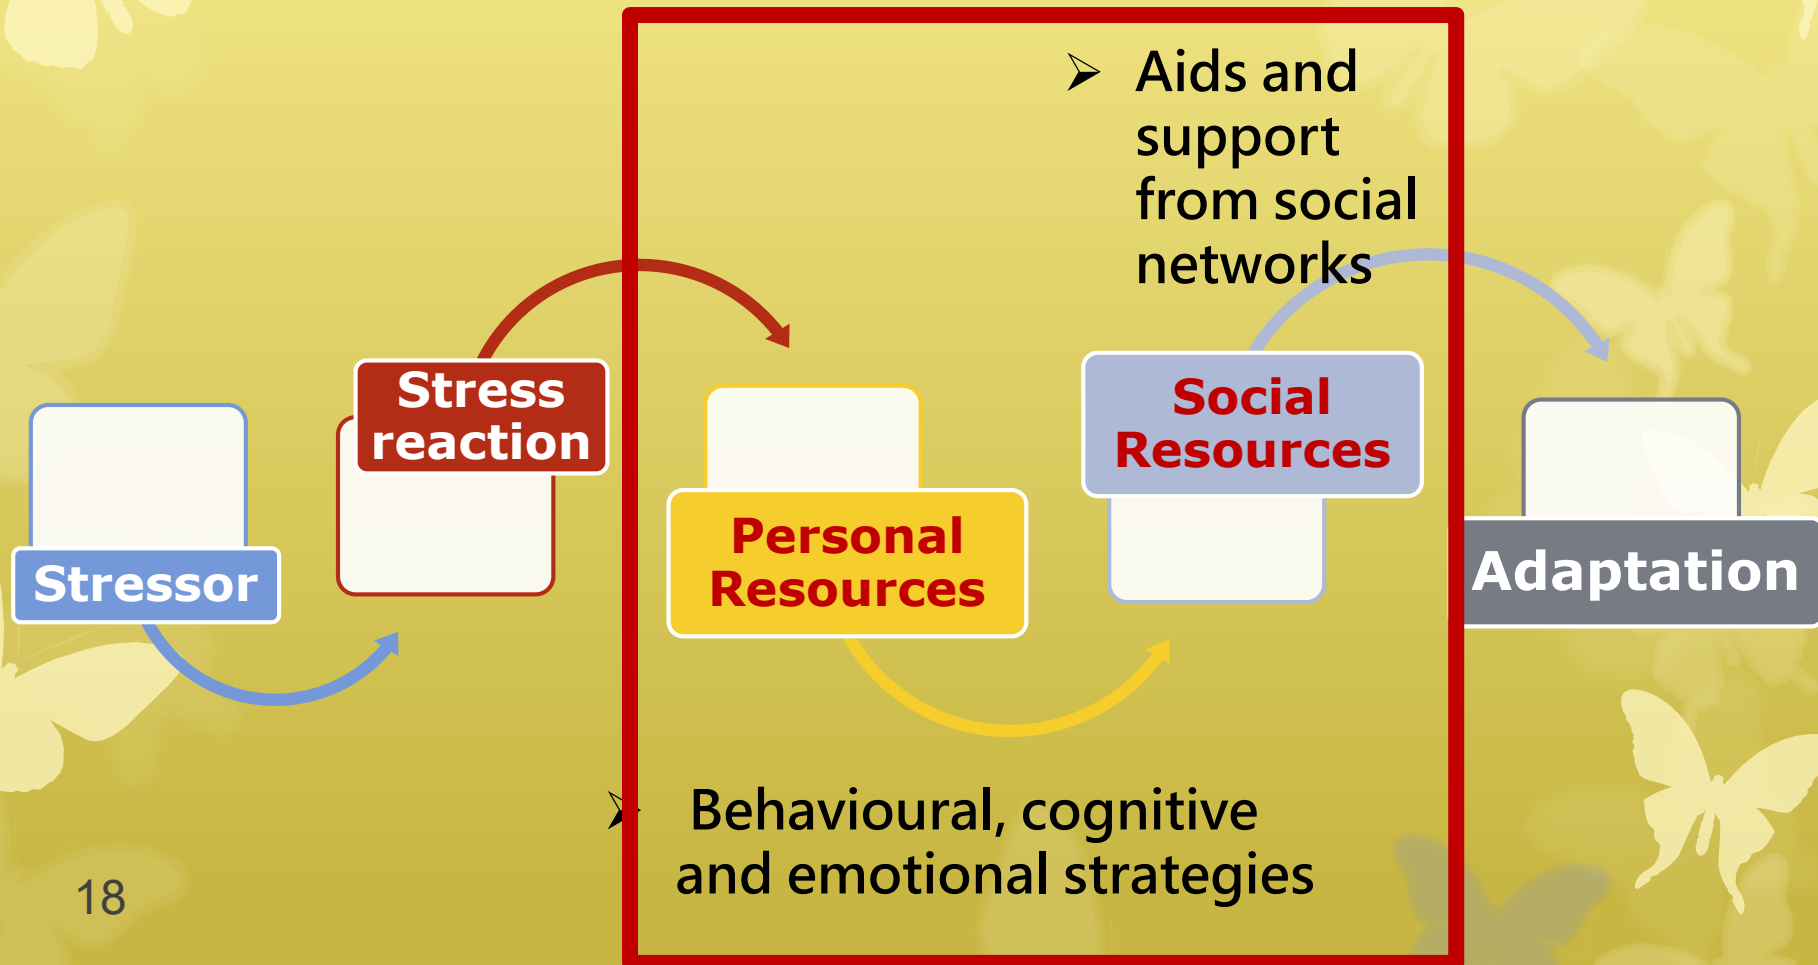 ➢ Aids and
support
from social
networks
Stress
reaction
Social
Resources
Stressor
Personal
Resources
Adaptation
➢ Behavioural, cognitive
and emotional strategies
18